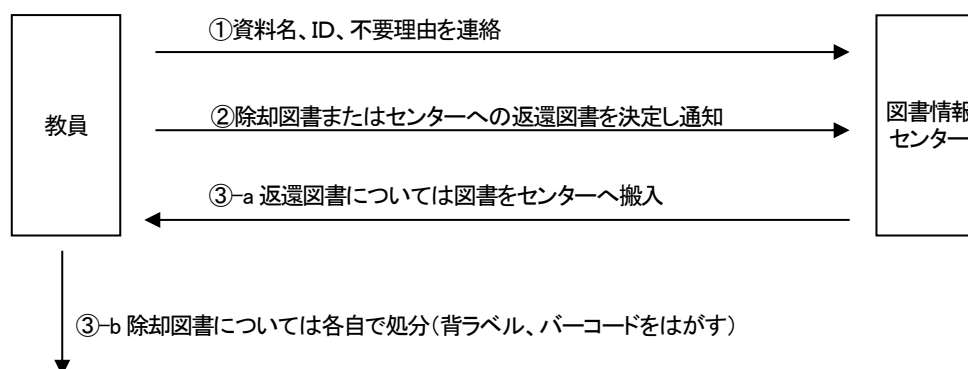 ①資料名、ID、不要理由を連絡
教員
②除却図書またはセンターへの返還図書を決定し通知
図書情報
センター
③-a 返還図書については図書をセンターへ搬入
③-b 除却図書については各自で処分(背ラベル、バーコードをはがす)